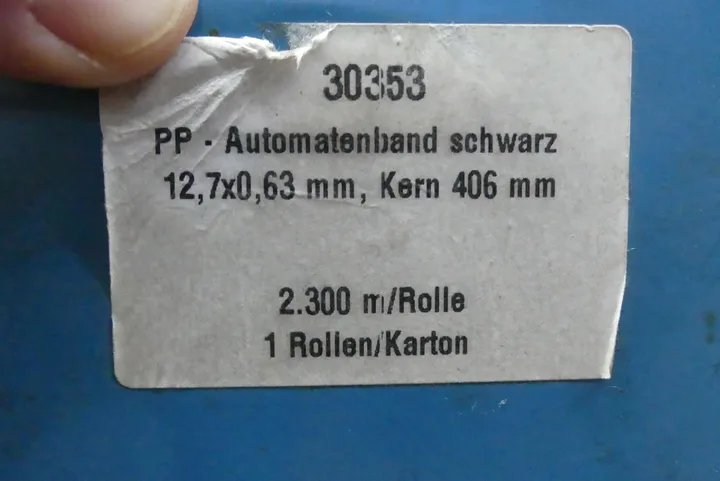 30353
PP - Automatenband schwarz
12,7x0,63 mm, Kern 406 mm
2.300 m/Rolle
1 Rollen/Karton